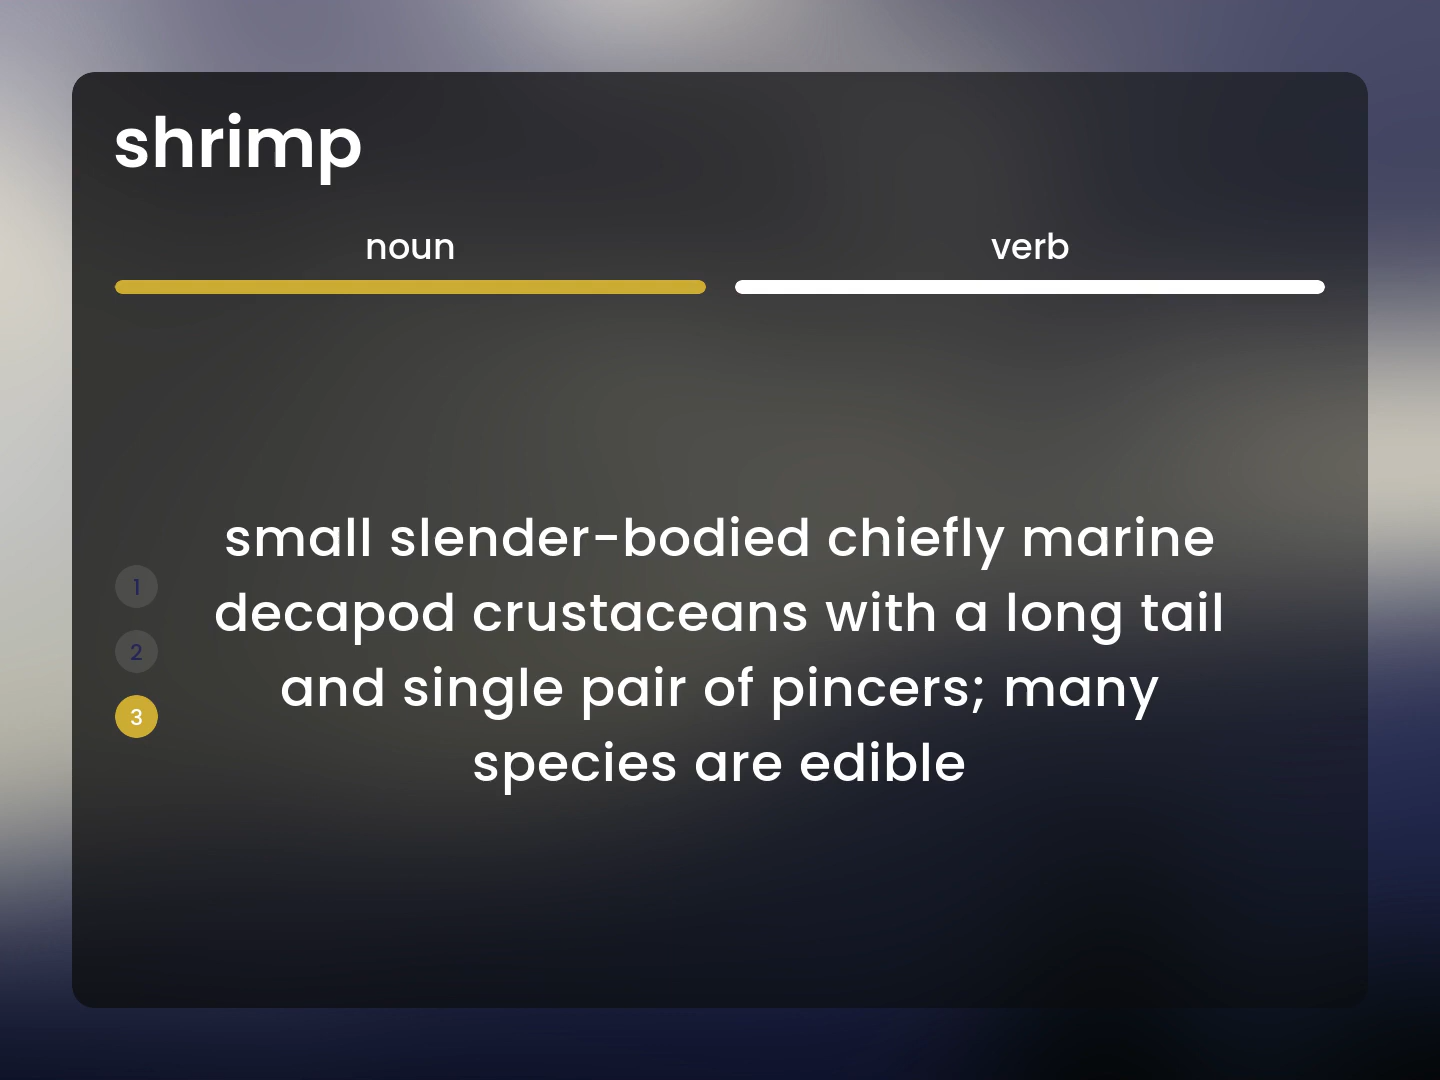 shrimp
noun
verb
small slender-bodied chiefly marine
decapod crustaceans with a long tail
and single pair of pincers; many
species are edible
1
2
3